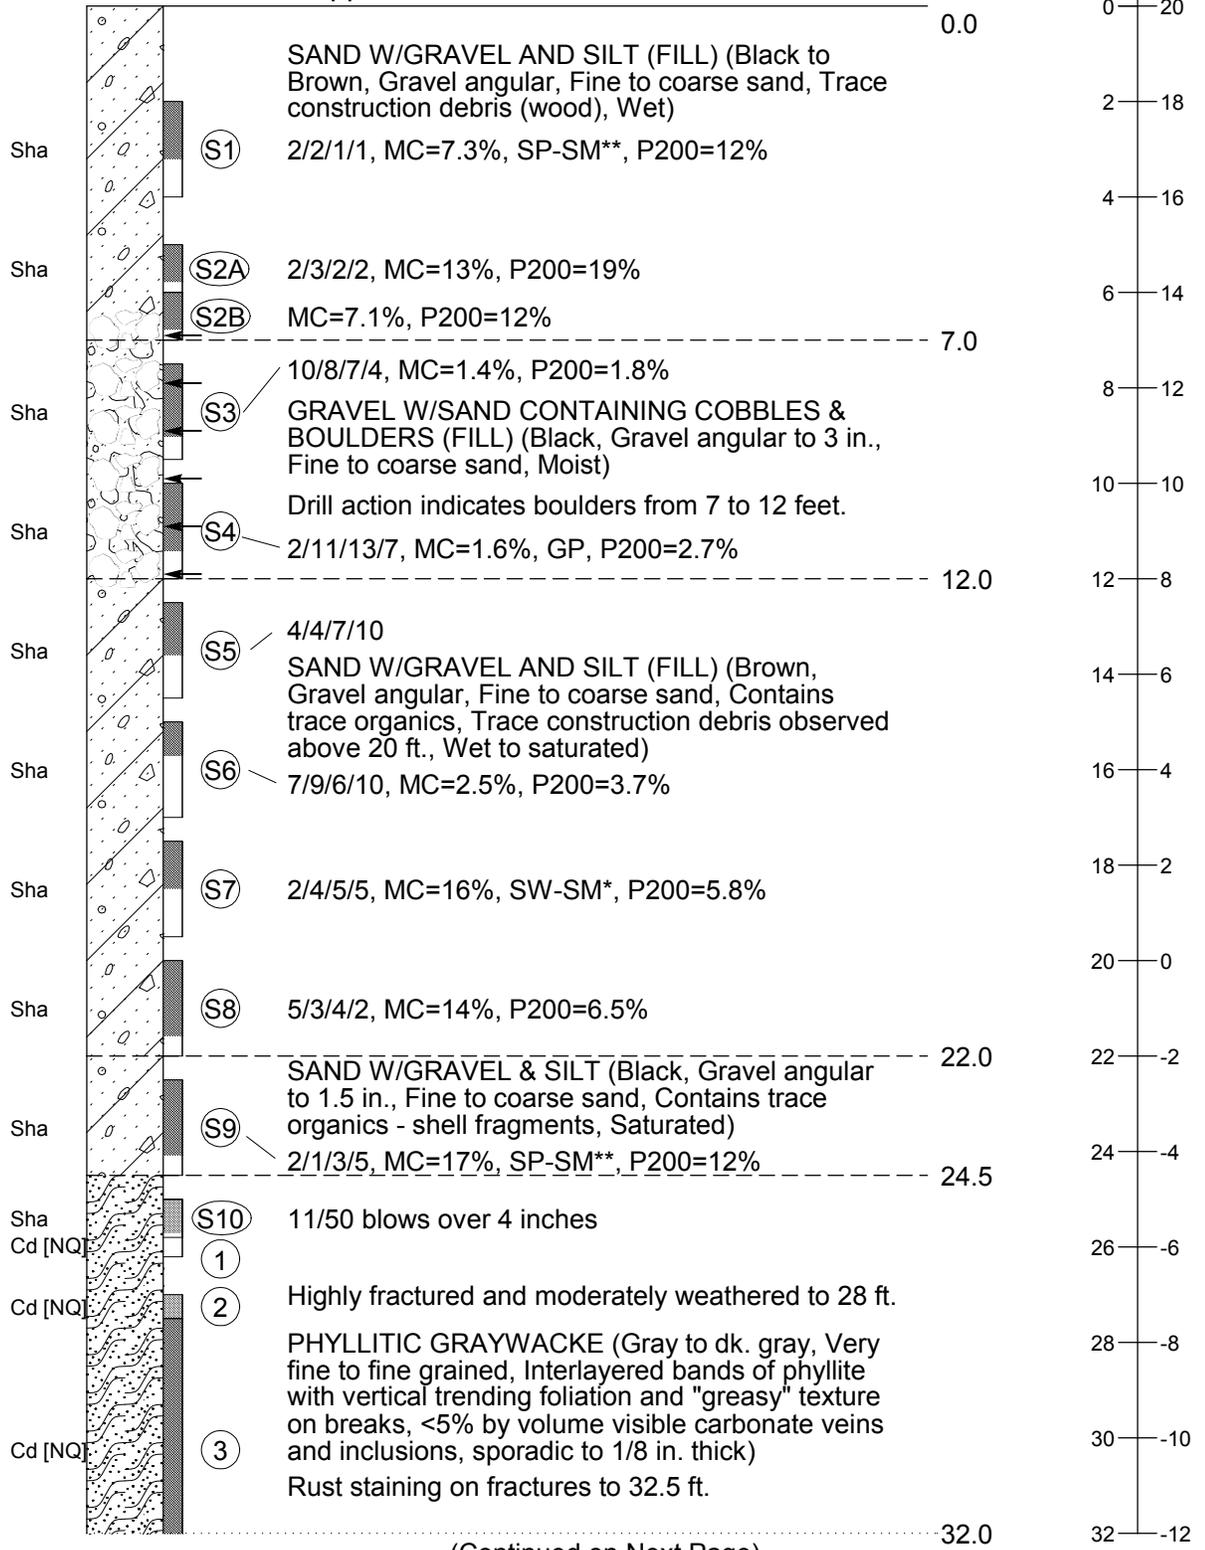 0.0
0 20
SAND W/GRAVEL AND SILT (FILL) (Black to
Brown, Gravel angular, Fine to coarse sand, Trace
construction debris (wood), Wet)
2 18
Sha S1 2/2/1/1, MC=7.3%, SP-SM**, P200=12%
4 16
Sha S2A 2/3/2/2, MC=13%, P200=19%
6 14
S2B MC=7.1%, P200=12%
7.0
10/8/7/4, MC=1.4%, P200=1.8%
8 12
Sha S3 GRAVEL W/SAND CONTAINING COBBLES &
BOULDERS (FILL) (Black, Gravel angular to 3 in.,
Fine to coarse sand, Moist)
10 10
Drill action indicates boulders from 7 to 12 feet.
Sha S4 2/11/13/7, MC=1.6%, GP, P200=2.7%
12.0
12 8
4/4/7/10
Sha S5
SAND W/GRAVEL AND SILT (FILL) (Brown,
14 6
Gravel angular, Fine to coarse sand, Contains
trace organics, Trace construction debris observed
above 20 ft., Wet to saturated)
16 4
Sha S6 7/9/6/10, MC=2.5%, P200=3.7%
18 2
Sha S7 2/4/5/5, MC=16%, SW-SM*, P200=5.8%
20 0
Sha S8 5/3/4/2, MC=14%, P200=6.5%
22.0
22 -2
SAND W/GRAVEL & SILT (Black, Gravel angular
to 1.5 in., Fine to coarse sand, Contains trace
organics - shell fragments, Saturated)
Sha S9 2/1/3/5, MC=17%, SP-SM**, P200=12%
24 -4
24.5
Sha S10 11/50 blows over 4 inches
Cd [NQ] 1
26 -6
Cd [NQ] 2 Highly fractured and moderately weathered to 28 ft.
28 -8
PHYLLITIC GRAYWACKE (Gray to dk. gray, Very
fine to fine grained, Interlayered bands of phyllite
with vertical trending foliation and "greasy" texture
on breaks, <5% by volume visible carbonate veins
30 -10
and inclusions, sporadic to 1/8 in. thick)
Cd [NQ] 3
Rust staining on fractures to 32.5 ft.
32.0
32 -12
(Continued on Next Page)